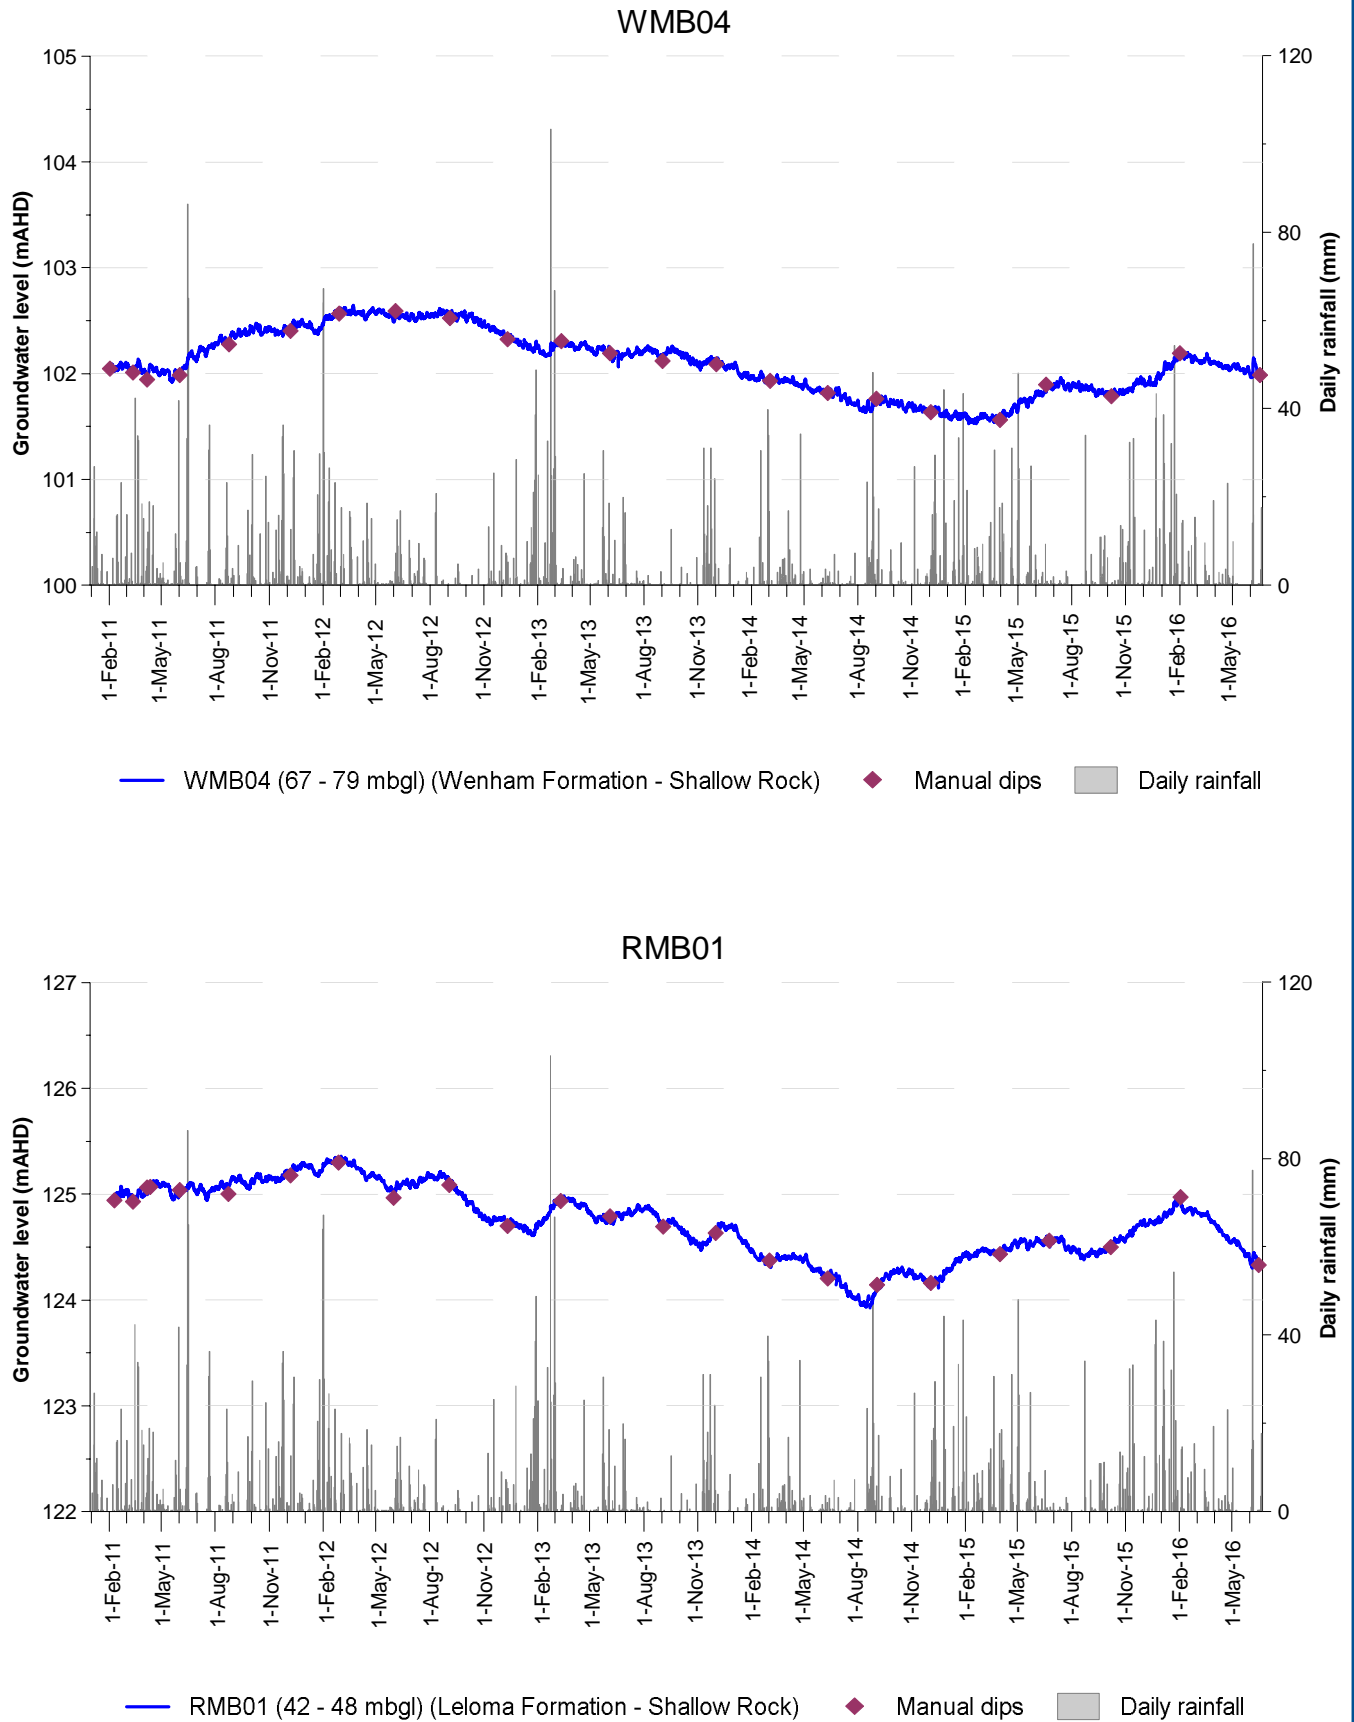 WMB04
105
104
103
102
101
100
Groundwater level (mAHD)
120
80
40
0
Daily rainfall (mm)
1-Feb-11
1-May-11
1-Aug-11
1-Nov-11
1-Feb-12
1-May-12
1-Aug-12
1-Nov-12
1-Feb-13
1-May-13
1-Aug-13
1-Nov-13
1-Feb-14
1-May-14
1-Aug-14
1-Nov-14
1-Feb-15
1-May-15
1-Aug-15
1-Nov-15
1-Feb-16
1-May-16
WMB04 (67 - 79 mbgl) (Wenham Formation - Shallow Rock) Manual dips Daily rainfall
RMB01
127
126
125
124
123
122
Groundwater level (mAHD)
120
80
40
0
Daily rainfall (mm)
1-Feb-11
1-May-11
1-Aug-11
1-Nov-11
1-Feb-12
1-May-12
1-Aug-12
1-Nov-12
1-Feb-13
1-May-13
1-Aug-13
1-Nov-13
1-Feb-14
1-May-14
1-Aug-14
1-Nov-14
1-Feb-15
1-May-15
1-Aug-15
1-Nov-15
1-Feb-16
1-May-16
RMB01 (42 - 48 mbgl) (Leloma Formation - Shallow Rock) Manual dips Daily rainfall